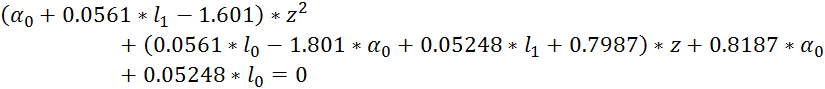 (α₀ + 0.0561 * l₁ − 1.601) * z²
+ (0.0561 * l₀ − 1.801 * α₀ + 0.05248 * l₁ + 0.7987) * z + 0.8187 * α₀
+ 0.05248 * l₀ = 0